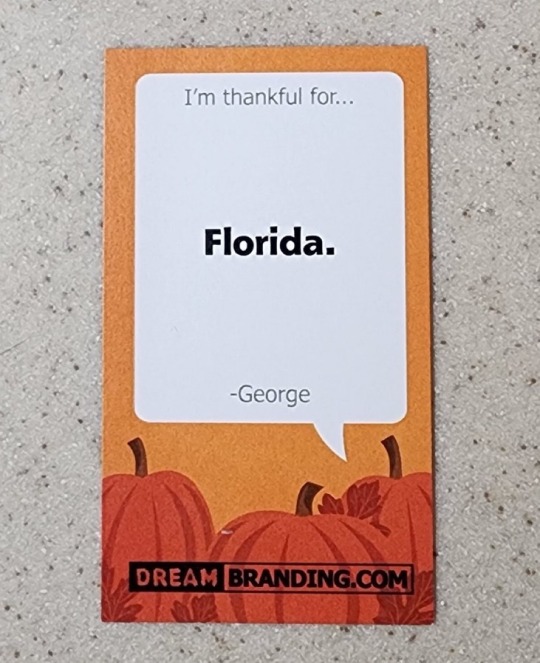 I'm thankful for...
Florida.
-George
DREAM BRANDING.COM